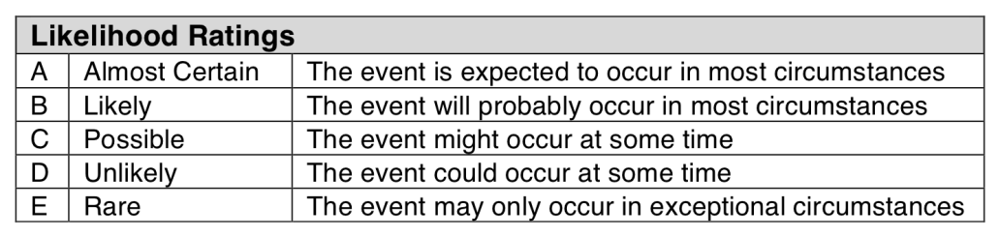 Likelihood Ratings
A Almost Certain The event is expected to occur in most circumstances
B Likely The event will probably occur in most circumstances
C Possible The event might occur at some time
D Unlikely The event could occur at some time
E Rare The event may only occur in exceptional circumstances